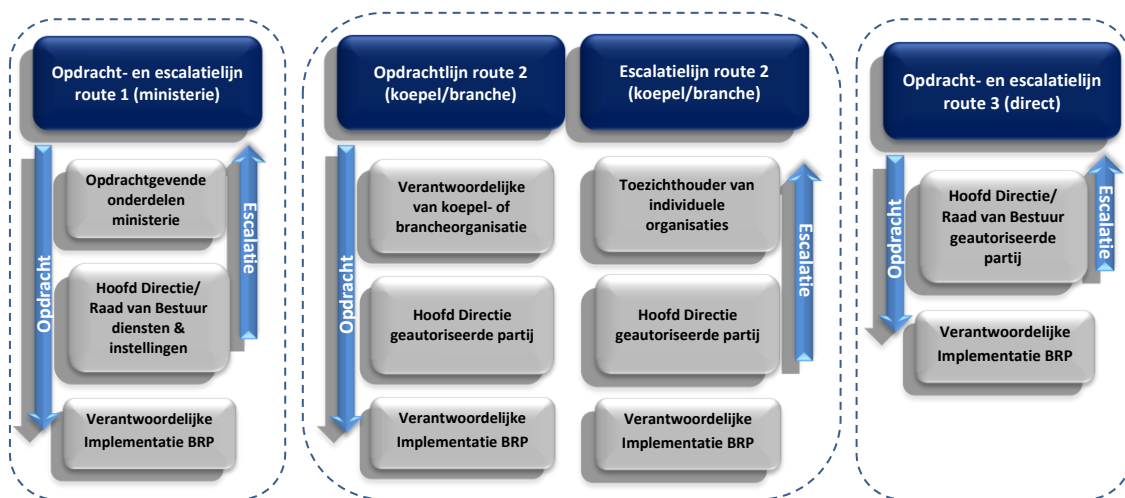 Opdracht- en escalatielijn
route 1 (ministerie)
Opdracht
Escalatie
Opdrachtgevende
onderdelen
ministerie
Hoofd Directie/
Raad van Bestuur
diensten &
instellingen
Verantwoordelijke
Implementatie BRP
Opdrachtlijn route 2
(koepel/branche)
Opdracht
Verantwoordelijke
van koepel- of
brancheorganisatie
Hoofd Directie
geautoriseerde partij
Verantwoordelijke
Implementatie BRP
Escalatielijn route 2
(koepel/branche)
Toezichthouder van
individuele
organisaties
Escalatie
Hoofd Directie
geautoriseerde partij
Verantwoordelijke
Implementatie BRP
Opdracht- en escalatielijn
route 3 (direct)
Opdracht
Escalatie
Hoofd Directie/
Raad van Bestuur
geautoriseerde
partij
Verantwoordelijke
Implementatie BRP